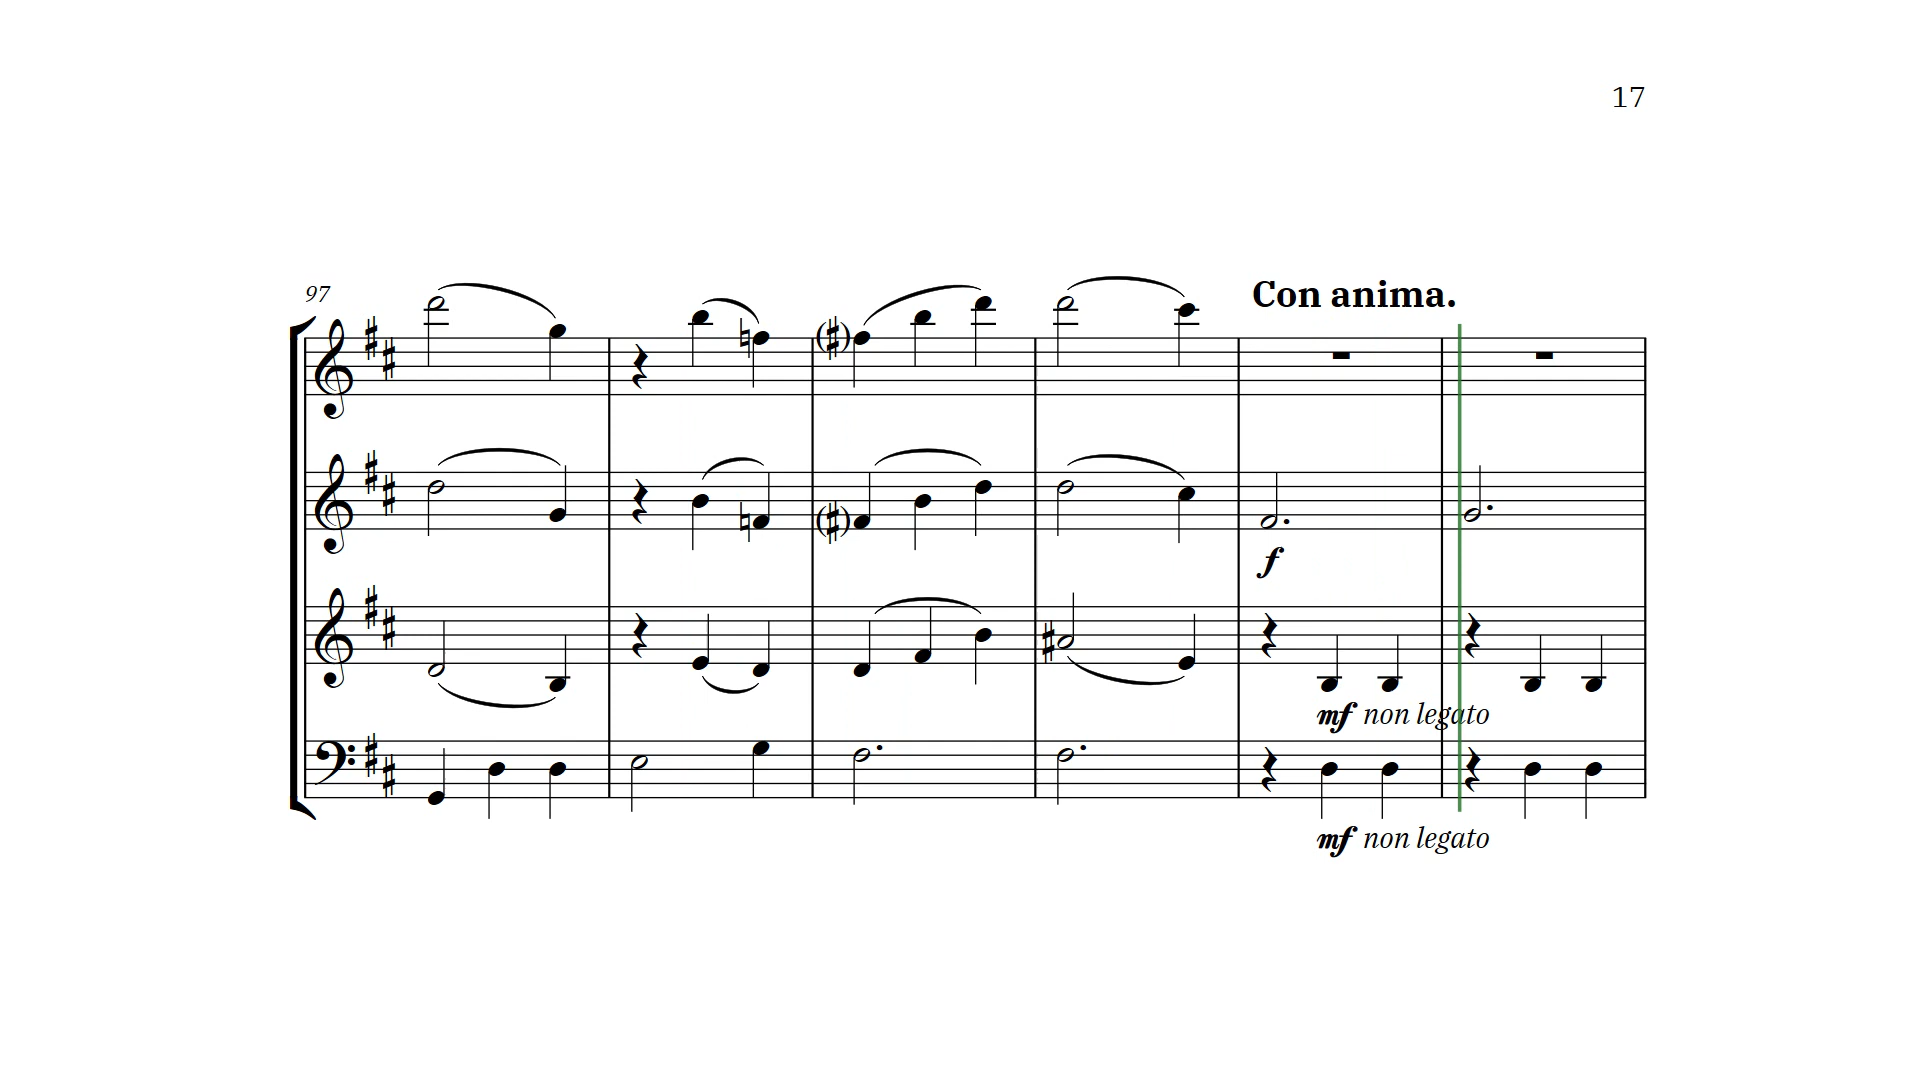 17
97
Con anima.
f
mf non legato
mf non legato